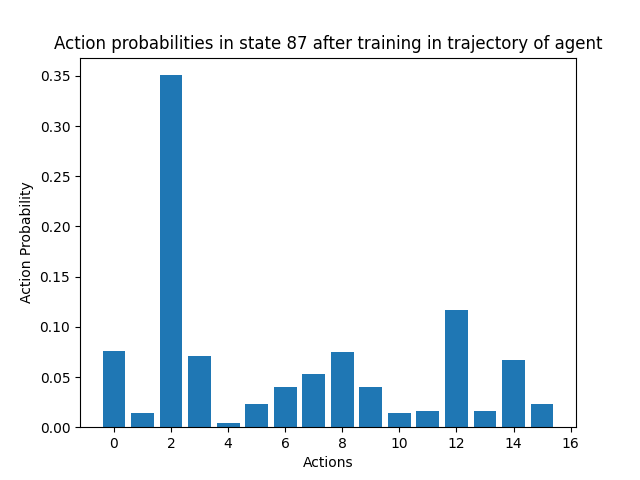 Action probabilities in state 87 after training in trajectory of agent
0.35
0.30
0.25
0.20
0.15
0.10
0.05
0.00
Action Probability
0 2 4 6 8 10 12 14 16
Actions